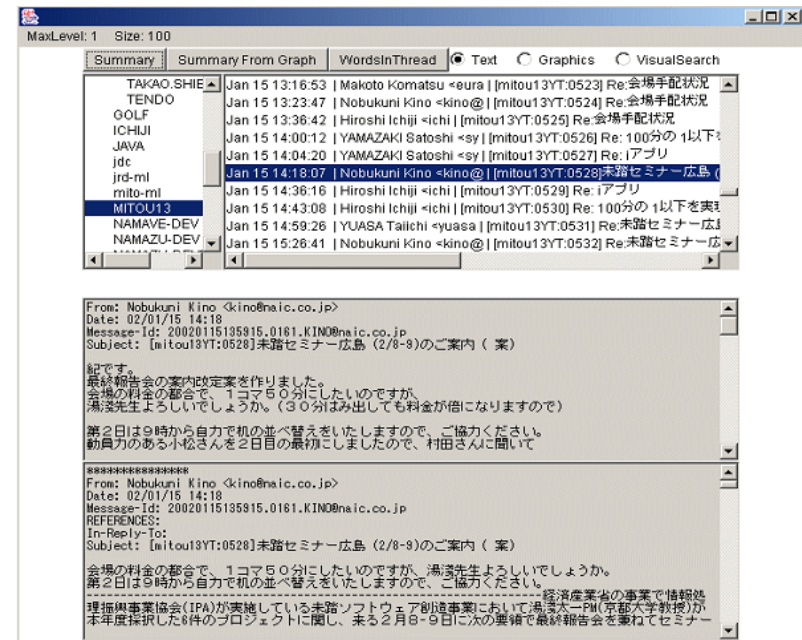 MaxLevel: 1 Size: 100
Summary Summary From Graph WordsInThread Text Graphics VisualSearch
TAKAO.SHIE
TENDO
GOLF
ICHIJI
JAVA
jdc
jrd-ml
mito-ml
MITOU13
NAMAVE-DEV
NAMAZU-DEV
Jan 15 13:16:53 | Makoto Komatsu <eura | [mitou13YT:0523] Re:会場手配状況
Jan 15 13:23:47 | Nobukuni Kino <kino@ | [mitou13YT:0524] Re:会場手配状況
Jan 15 13:36:42 | Hiroshi Ichiji <ichi | [mitou13YT:0525] Re:会場手配状況
Jan 15 14:00:12 | YAMAZAKI Satoshi <sy | [mitou13YT:0526] Re: 100分の 1以下を
Jan 15 14:04:20 | YAMAZAKI Satoshi <sy | [mitou13YT:0527] Re: iアプリ
Jan 15 14:18:07 | Nobukuni Kino <kino@ | [mitou13YT:0528]未踏セミナー広島 (
Jan 15 14:36:16 | Hiroshi Ichiji <ichi | [mitou13YT:0529] Re: iアプリ
Jan 15 14:43:08 | Hiroshi Ichiji <ichi | [mitou13YT:0530] Re: 100分の 1以下を実現
Jan 15 14:59:26 | YUASA Taiichi <yuasa | [mitou13YT:0531] Re:未踏セミナー広島
Jan 15 15:26:41 | Nobukuni Kino <kino@ | [mitou13YT:0532] Re:未踏セミナー広
From: Nobukuni Kino <kino@naic.co.jp>
Date: 02/01/15 14:18
Message-Id: 20020115135915.0161.KINO@naic.co.jp
Subject: [mitou13YT:0528]未踏セミナー広島 (2/8-9)のご案内 ( 案)
紀です。
最終報告会の案内改定案を作りました。
会場の料金の都合で、1コマ50分にしたいのですが、
湯淺先生よろしいでしょうか。(30分はみ出しても料金が倍になりますので)
第2日は9時から自力で机の並べ替えをいたしますので、ご協力ください。
動員力のある小松さんを2日目の最初にしましたので、村田さんに聞いて
***************
From: Nobukuni Kino <kino@naic.co.jp>
Date: 02/01/15 14:18
Message-Id: 20020115135915.0161.KINO@naic.co.jp
REFERENCES:
In-Reply-To:
Subject: [mitou13YT:0528]未踏セミナー広島 (2/8-9)のご案内 ( 案)
会場の料金の都合で、1コマ50分にしたいのですが、湯淺先生よろしいでしょうか。
第2日は9時から自力で机の並べ替えをいたしますので、ご協力ください。
------------------------------------------------------------経済産業省の事業で情報処
理振興事業協会(IPA)が実施している未踏ソフトウェア創造事業において湯淺太一PM(京都大学教授)が
本年度採択した6件のプロジェクトに関し、来る2月8-9日に次の要領で最終報告会を兼ねてセミナー